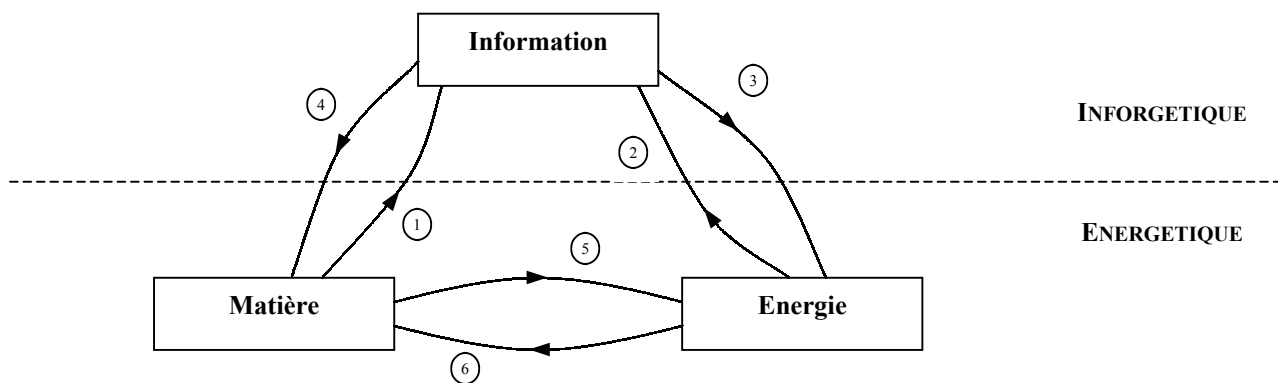 Information
3
4
INFORGETIQUE
2
1
ENERGETIQUE
5
Matière
Energie
6